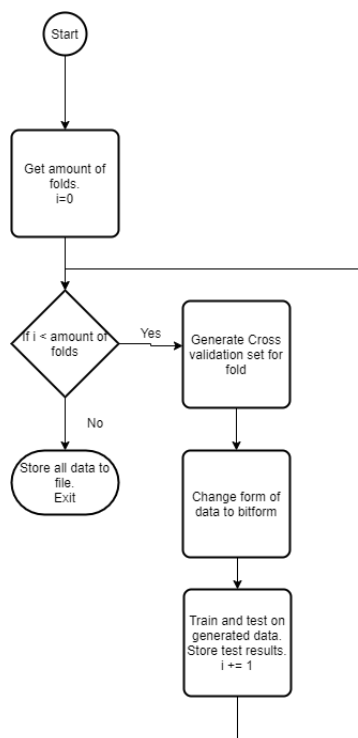 Start
Get amount of
folds.
i=0
If i < amount of
folds
Yes
Generate Cross
validation set for
fold
No
Store all data to
file.
Exit
Change form of
data to bitform
Train and test on
generated data.
Store test results.
i += 1